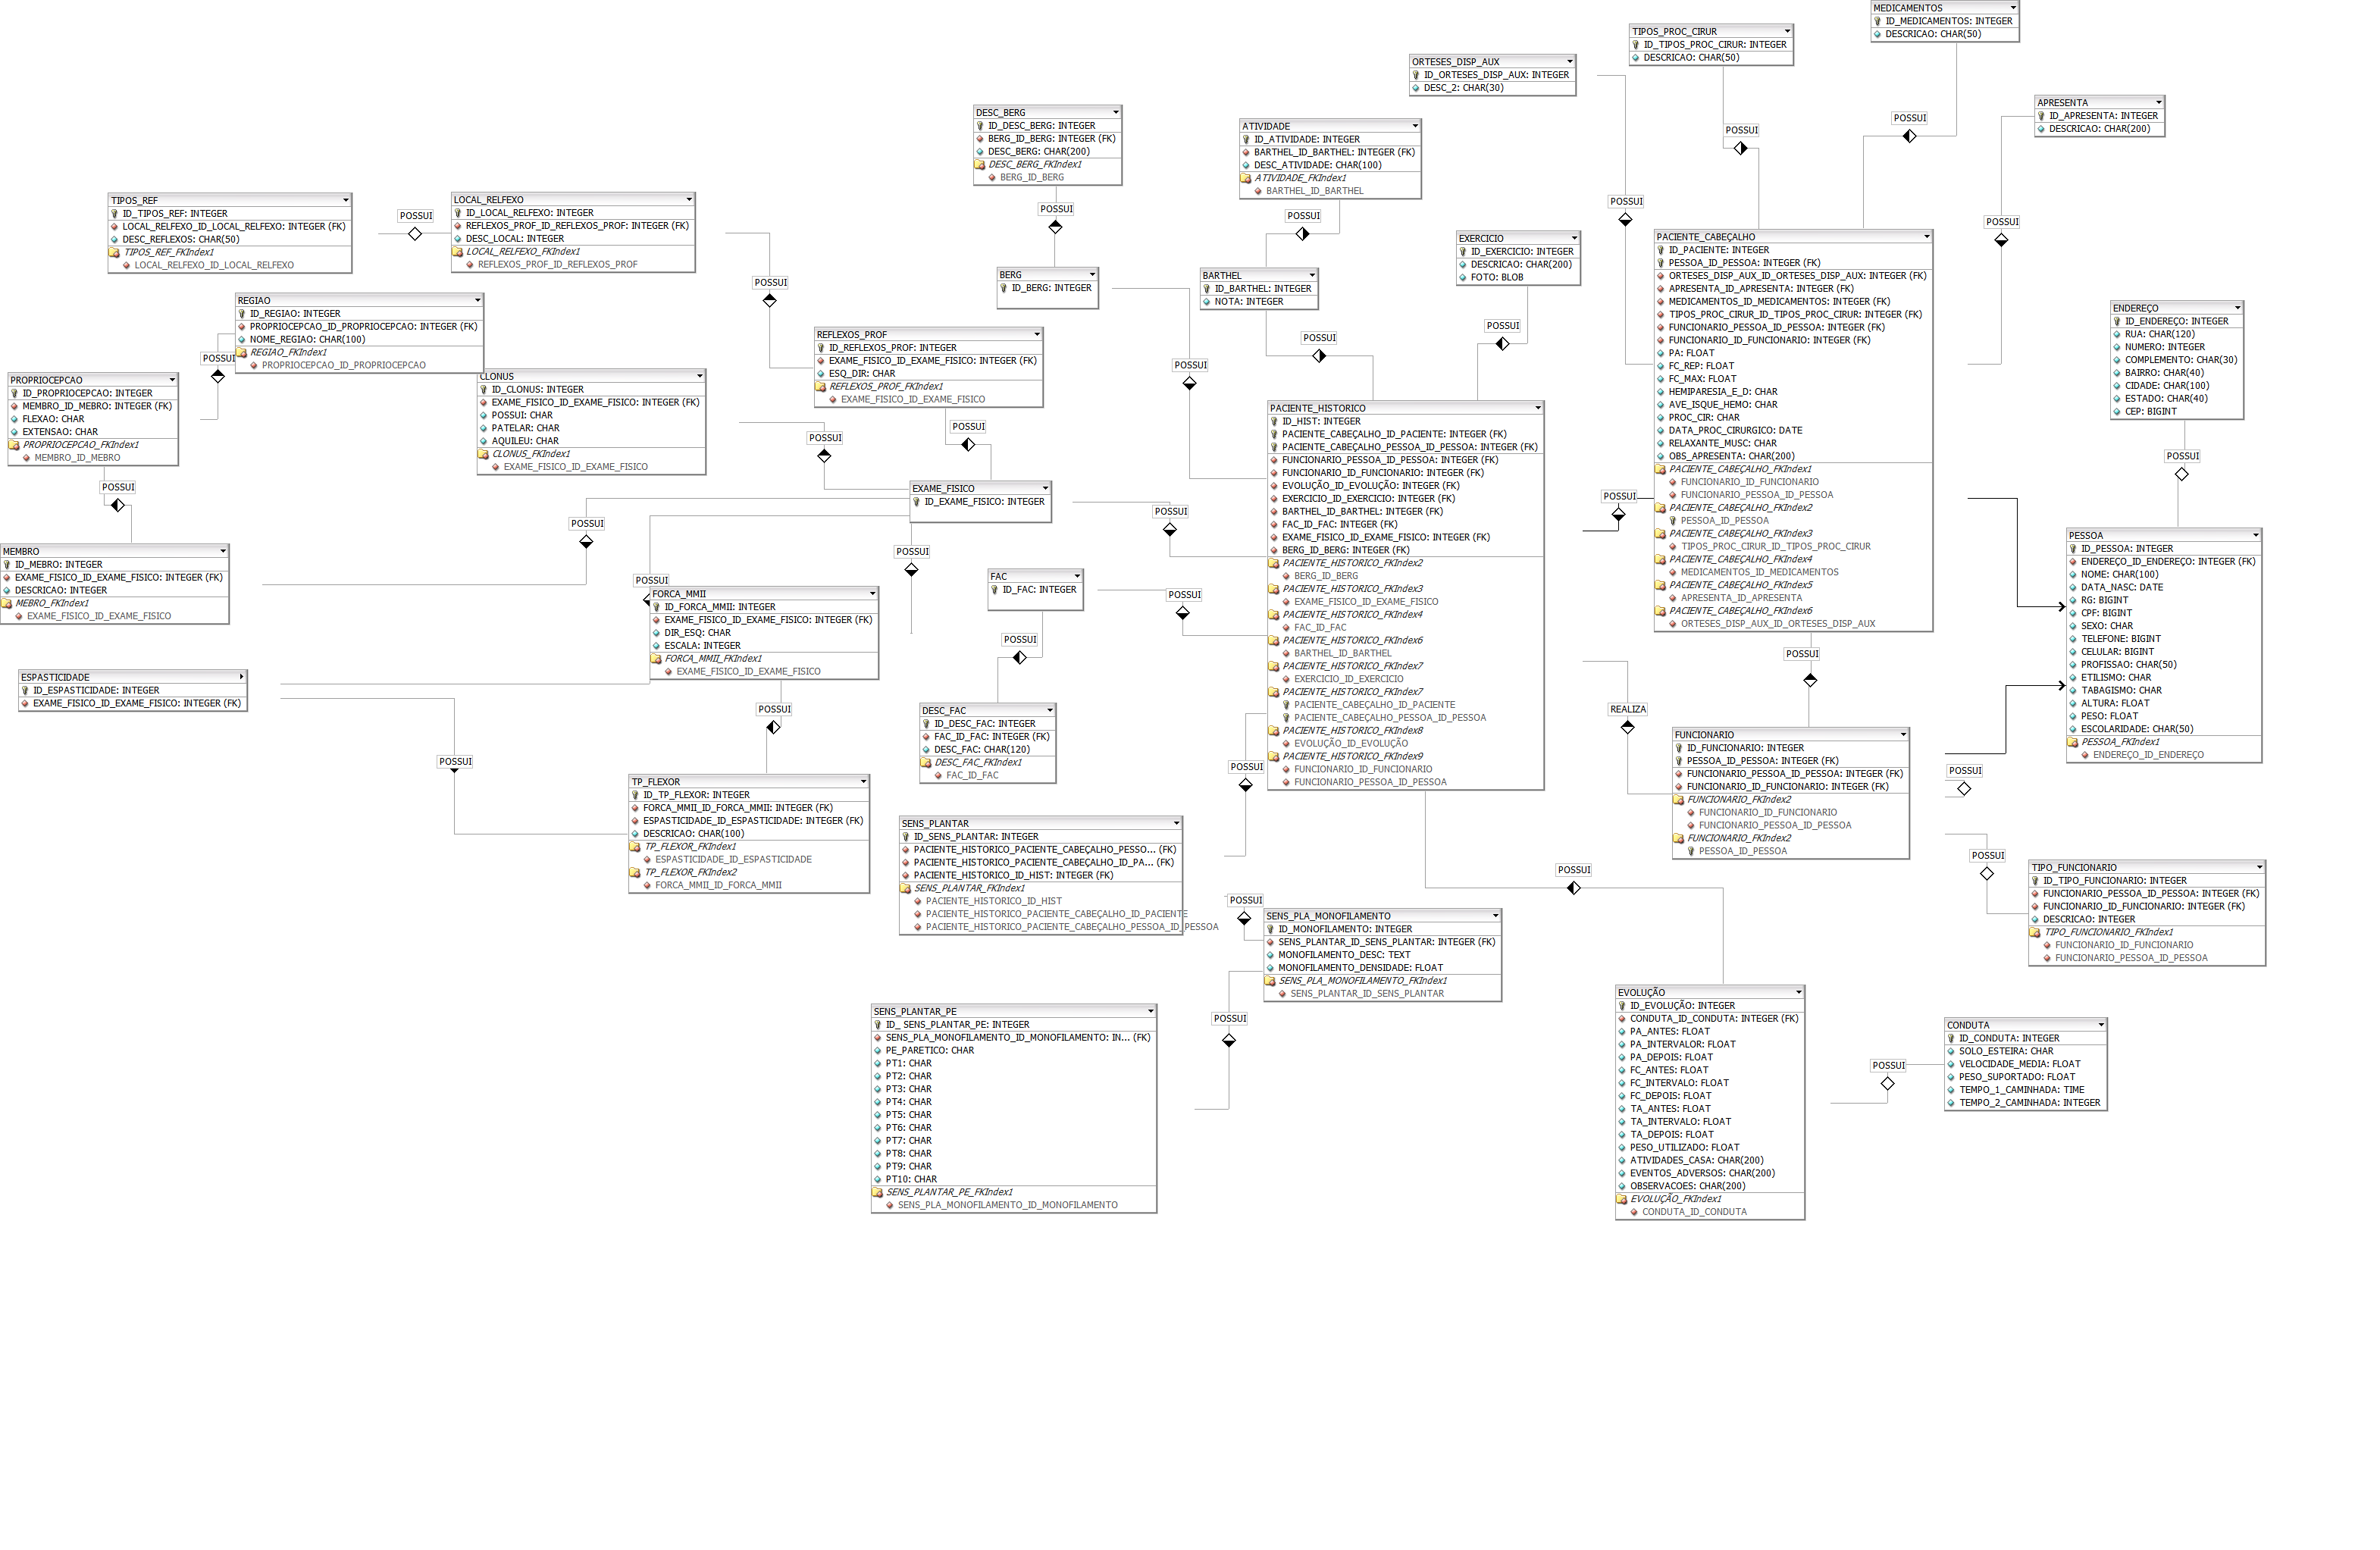 MEDICAMENTOS
ID_MEDICAMENTOS: INTEGER
DESCRICAO: CHAR(50)
TIPOS_PROC_CIRUR
ID_TIPOS_PROC_CIRUR: INTEGER
DESCRICAO: CHAR(50)
ORTESES_DISP_AUX
ID_ORTESES_DISP_AUX: INTEGER
DESC_2: CHAR(30)
APRESENTA
ID_APRESENTA: INTEGER
DESCRICAO: CHAR(200)
POSSUI
POSSUI
POSSUI
POSSUI
DESC_BERG
ID_DESC_BERG: INTEGER
BERG_ID_BERG: INTEGER (FK)
DESC_BERG: CHAR(200)
DESC_BERG_FKIndex1
BERG_ID_BERG
POSSUI
ATIVIDADE
ID_ATIVIDADE: INTEGER
BARTHEL_ID_BARTHEL: INTEGER (FK)
DESC_ATIVIDADE: CHAR(100)
ATIVIDADE_FKIndex1
BARTHEL_ID_BARTHEL
POSSUI
TIPOS_REF
ID_TIPOS_REF: INTEGER
LOCAL_RELFEXO_ID_LOCAL_RELFEXO: INTEGER (FK)
DESC_REFLEXOS: CHAR(50)
TIPOS_REF_FKIndex1
LOCAL_RELFEXO_ID_LOCAL_RELFEXO
POSSUI
LOCAL_RELFEXO
ID_LOCAL_RELFEXO: INTEGER
REFLEXOS_PROF_ID_REFLEXOS_PROF: INTEGER (FK)
DESC_LOCAL: INTEGER
LOCAL_RELFEXO_FKIndex1
REFLEXOS_PROF_ID_REFLEXOS_PROF
POSSUI
BERG
ID_BERG: INTEGER
BARTHEL
ID_BARTHEL: INTEGER
NOTA: INTEGER
EXERCICIO
ID_EXERCICIO: INTEGER
DESCRICAO: CHAR(200)
FOTO: BLOB
POSSUI
POSSUI
POSSUI
PACIENTE_CABEÇALHO
ID_PACIENTE: INTEGER
PESSOA_ID_PESSOA: INTEGER (FK)
ORTESES_DISP_AUX_ID_ORTESES_DISP_AUX: INTEGER (FK)
APRESENTA_ID_APRESENTA: INTEGER (FK)
MEDICAMENTOS_ID_MEDICAMENTOS: INTEGER (FK)
TIPOS_PROC_CIRUR_ID_TIPOS_PROC_CIRUR: INTEGER (FK)
FUNCIONARIO_PESSOA_ID_PESSOA: INTEGER (FK)
FUNCIONARIO_ID_FUNCIONARIO: INTEGER (FK)
PA: FLOAT
FC_REP: FLOAT
FC_MAX: FLOAT
HEMIPARESIA_E_D: CHAR
AVE_ISQUE_HEMO: CHAR
PROC_CIR: CHAR
DATA_PROC_CIRURGICO: DATE
RELAXANTE_MUSC: CHAR
OBS_APRESENTA: CHAR(200)
PACIENTE_CABEÇALHO_FKIndex1
FUNCIONARIO_ID_FUNCIONARIO
FUNCIONARIO_PESSOA_ID_PESSOA
PACIENTE_CABEÇALHO_FKIndex2
PESSOA_ID_PESSOA
PACIENTE_CABEÇALHO_FKIndex3
TIPOS_PROC_CIRUR_ID_TIPOS_PROC_CIRUR
PACIENTE_CABEÇALHO_FKIndex4
MEDICAMENTOS_ID_MEDICAMENTOS
PACIENTE_CABEÇALHO_FKIndex5
APRESENTA_ID_APRESENTA
PACIENTE_CABEÇALHO_FKIndex6
ORTESES_DISP_AUX_ID_ORTESES_DISP_AUX
ENDEREÇO
ID_ENDEREÇO: INTEGER
RUA: CHAR(120)
NUMERO: INTEGER
COMPLEMENTO: CHAR(30)
BAIRRO: CHAR(40)
CIDADE: CHAR(100)
ESTADO: CHAR(40)
CEP: BIGINT
POSSUI
REGIAO
ID_REGIAO: INTEGER
PROPRIOCEPCAO_ID_PROPRIOCEPCAO: INTEGER (FK)
NOME_REGIAO: CHAR(100)
REGIAO_FKIndex1
PROPRIOCEPCAO_ID_PROPRIOCEPCAO
POSSUI
PROPRIOCEPCAO
ID_PROPRIOCEPCAO: INTEGER
MEMBRO_ID_MEBRO: INTEGER (FK)
FLEXAO: CHAR
EXTENSAO: CHAR
PROPRIOCEPCAO_FKIndex1
MEMBRO_ID_MEBRO
POSSUI
CLONUS
ID_CLONUS: INTEGER
EXAME_FISICO_ID_EXAME_FISICO: INTEGER (FK)
POSSUI: CHAR
PATELAR: CHAR
AQUILEU: CHAR
CLONUS_FKIndex1
EXAME_FISICO_ID_EXAME_FISICO
POSSUI
REFLEXOS_PROF
ID_REFLEXOS_PROF: INTEGER
EXAME_FISICO_ID_EXAME_FISICO: INTEGER (FK)
ESQ_DIR: CHAR
REFLEXOS_PROF_FKIndex1
EXAME_FISICO_ID_EXAME_FISICO
POSSUI
EXAME_FISICO
ID_EXAME_FISICO: INTEGER
POSSUI
POSSUI
POSSUI
POSSUI
PACIENTE_HISTORICO
ID_HIST: INTEGER
PACIENTE_CABEÇALHO_ID_PACIENTE: INTEGER (FK)
PACIENTE_CABEÇALHO_PESSOA_ID_PESSOA: INTEGER (FK)
FUNCIONARIO_PESSOA_ID_PESSOA: INTEGER (FK)
FUNCIONARIO_ID_FUNCIONARIO: INTEGER (FK)
EVOLUÇÃO_ID_EVOLUÇÃO: INTEGER (FK)
EXERCICIO_ID_EXERCICIO: INTEGER (FK)
BARTHEL_ID_BARTHEL: INTEGER (FK)
FAC_ID_FAC: INTEGER (FK)
EXAME_FISICO_ID_EXAME_FISICO: INTEGER (FK)
BERG_ID_BERG: INTEGER (FK)
PACIENTE_HISTORICO_FKIndex2
BERG_ID_BERG
PACIENTE_HISTORICO_FKIndex3
EXAME_FISICO_ID_EXAME_FISICO
PACIENTE_HISTORICO_FKIndex4
FAC_ID_FAC
PACIENTE_HISTORICO_FKIndex6
BARTHEL_ID_BARTHEL
PACIENTE_HISTORICO_FKIndex7
EXERCICIO_ID_EXERCICIO
PACIENTE_HISTORICO_FKIndex7
PACIENTE_CABEÇALHO_ID_PACIENTE
PACIENTE_CABEÇALHO_PESSOA_ID_PESSOA
PACIENTE_HISTORICO_FKIndex8
EVOLUÇÃO_ID_EVOLUÇÃO
PACIENTE_HISTORICO_FKIndex9
FUNCIONARIO_ID_FUNCIONARIO
FUNCIONARIO_PESSOA_ID_PESSOA
POSSUI
MEMBRO
ID_MEBRO: INTEGER
EXAME_FISICO_ID_EXAME_FISICO: INTEGER (FK)
DESCRICAO: INTEGER
MEBRO_FKIndex1
EXAME_FISICO_ID_EXAME_FISICO
FORCA_MMII
ID_FORCA_MMII: INTEGER
EXAME_FISICO_ID_EXAME_FISICO: INTEGER (FK)
DIR_ESQ: CHAR
ESCALA: INTEGER
FORCA_MMII_FKIndex1
EXAME_FISICO_ID_EXAME_FISICO
POSSUI
FAC
ID_FAC: INTEGER
POSSUI
POSSUI
PESSOA
ID_PESSOA: INTEGER
ENDEREÇO_ID_ENDEREÇO: INTEGER (FK)
NOME: CHAR(100)
DATA_NASC: DATE
RG: BIGINT
CPF: BIGINT
SEXO: CHAR
TELEFONE: BIGINT
CELULAR: BIGINT
PROFISSAO: CHAR(50)
ETILISMO: CHAR
TABAGISMO: CHAR
ALTURA: FLOAT
PESO: FLOAT
ESCOLARIDADE: CHAR(50)
PESSOA_FKIndex1
ENDEREÇO_ID_ENDEREÇO
POSSUI
ESPASTICIDADE
ID_ESPASTICIDADE: INTEGER
EXAME_FISICO_ID_EXAME_FISICO: INTEGER (FK)
POSSUI
DESC_FAC
ID_DESC_FAC: INTEGER
FAC_ID_FAC: INTEGER (FK)
DESC_FAC: CHAR(120)
DESC_FAC_FKIndex1
FAC_ID_FAC
REALIZA
FUNCIONARIO
ID_FUNCIONARIO: INTEGER
PESSOA_ID_PESSOA: INTEGER (FK)
FUNCIONARIO_PESSOA_ID_PESSOA: INTEGER (FK)
FUNCIONARIO_ID_FUNCIONARIO: INTEGER (FK)
FUNCIONARIO_FKIndex2
FUNCIONARIO_ID_FUNCIONARIO
FUNCIONARIO_PESSOA_ID_PESSOA
FUNCIONARIO_FKIndex2
PESSOA_ID_PESSOA
POSSUI
POSSUI
TP_FLEXOR
ID_TP_FLEXOR: INTEGER
FORCA_MMII_ID_FORCA_MMII: INTEGER (FK)
ESPASTICIDADE_ID_ESPASTICIDADE: INTEGER (FK)
DESCRICAO: CHAR(100)
TP_FLEXOR_FKIndex1
ESPASTICIDADE_ID_ESPASTICIDADE
TP_FLEXOR_FKIndex2
FORCA_MMII_ID_FORCA_MMII
POSSUI
SENS_PLANTAR
ID_SENS_PLANTAR: INTEGER
PACIENTE_HISTORICO_PACIENTE_CABEÇALHO_PESSO... (FK)
PACIENTE_HISTORICO_PACIENTE_CABEÇALHO_ID_PA... (FK)
PACIENTE_HISTORICO_ID_HIST: INTEGER (FK)
SENS_PLANTAR_FKIndex1
PACIENTE_HISTORICO_ID_HIST
PACIENTE_HISTORICO_PACIENTE_CABEÇALHO_ID_PACIENTE
PACIENTE_HISTORICO_PACIENTE_CABEÇALHO_PESSOA_ID_PESSOA
POSSUI
POSSUI
TIPO_FUNCIONARIO
ID_TIPO_FUNCIONARIO: INTEGER
FUNCIONARIO_PESSOA_ID_PESSOA: INTEGER (FK)
FUNCIONARIO_ID_FUNCIONARIO: INTEGER (FK)
DESCRICAO: INTEGER
TIPO_FUNCIONARIO_FKIndex1
FUNCIONARIO_ID_FUNCIONARIO
FUNCIONARIO_PESSOA_ID_PESSOA
SENS_PLA_MONOFILAMENTO
ID_MONOFILAMENTO: INTEGER
SENS_PLANTAR_ID_SENS_PLANTAR: INTEGER (FK)
MONOFILAMENTO_DESC: TEXT
MONOFILAMENTO_DENSIDADE: FLOAT
SENS_PLA_MONOFILAMENTO_FKIndex1
SENS_PLANTAR_ID_SENS_PLANTAR
POSSUI
SENS_PLANTAR_PE
ID_ SENS_PLANTAR_PE: INTEGER
SENS_PLA_MONOFILAMENTO_ID_MONOFILAMENTO: IN... (FK)
PE_PARETICO: CHAR
PT1: CHAR
PT2: CHAR
PT3: CHAR
PT4: CHAR
PT5: CHAR
PT6: CHAR
PT7: CHAR
PT8: CHAR
PT9: CHAR
PT10: CHAR
SENS_PLANTAR_PE_FKIndex1
SENS_PLA_MONOFILAMENTO_ID_MONOFILAMENTO
EVOLUÇÃO
ID_EVOLUÇÃO: INTEGER
CONDUTA_ID_CONDUTA: INTEGER (FK)
PA_ANTES: FLOAT
PA_INTERVALOR: FLOAT
PA_DEPOIS: FLOAT
FC_ANTES: FLOAT
FC_INTERVALO: FLOAT
FC_DEPOIS: FLOAT
TA_ANTES: FLOAT
TA_INTERVALO: FLOAT
TA_DEPOIS: FLOAT
PESO_UTILIZADO: FLOAT
ATIVIDADES_CASA: CHAR(200)
EVENTOS_ADVERSOS: CHAR(200)
OBSERVACOES: CHAR(200)
EVOLUÇÃO_FKIndex1
CONDUTA_ID_CONDUTA
POSSUI
CONDUTA
ID_CONDUTA: INTEGER
SOLO_ESTEIRA: CHAR
VELOCIDADE_MEDIA: FLOAT
PESO_SUPORTADO: FLOAT
TEMPO_1_CAMINHADA: TIME
TEMPO_2_CAMINHADA: INTEGER